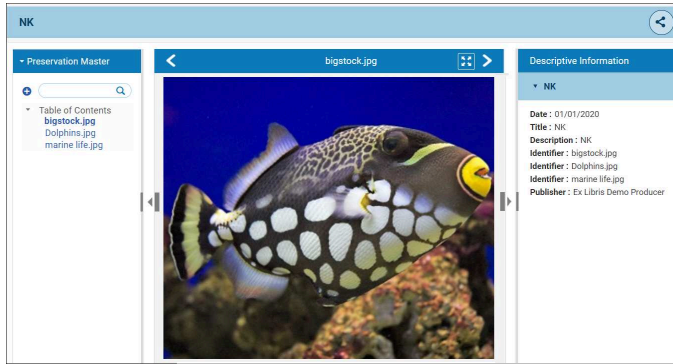 NK
Preservation Master
Table of Contents
bigstock.jpg
Dolphins.jpg
marine life.jpg
bigstock.jpg
Descriptive Information
NK
Date : 01/01/2020
Title : NK
Description : NK
Identifier : bigstock.jpg
Identifier : Dolphins.jpg
Identifier : marine life.jpg
Publisher : Ex Libris Demo Producer